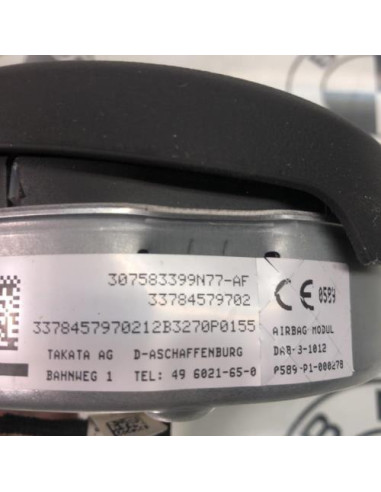 307583399N77-AF
33784579702
3378457970212B3270P0155
TAKATA AG D-ASCHAFFENBURG
BAHNWEG 1 TEL: 49 6021-65-0
CE 0589
AIRBAG MODUL
DAB-3-1012
P589-P1-000278